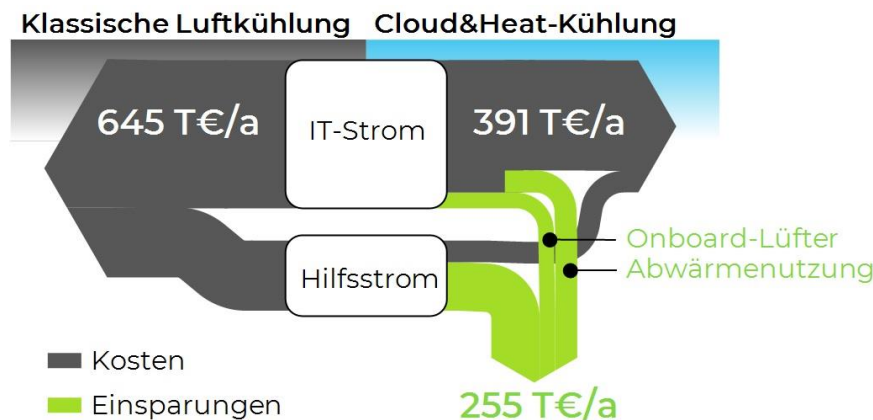 Klassische Luftkühlung
Cloud&Heat-Kühlung
645 T€/a
IT-Strom
391 T€/a
Onboard-Lüfter
Abwärmenutzung
Hilfsstrom
Kosten
Einsparungen
255 T€/a